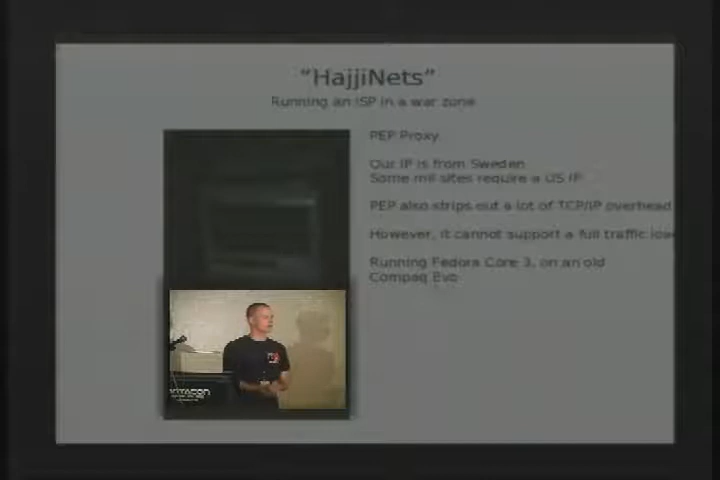 “HajjiNets”
Running an ISP in a war zone
PEP Proxy.
Our IP is from Sweden
Some mil sites require a US IP.
PEP also strips out a lot of TCP/IP overhead
However, it cannot support a full traffic loa
Running Fedora Core 3, on an old
Compaq Evo